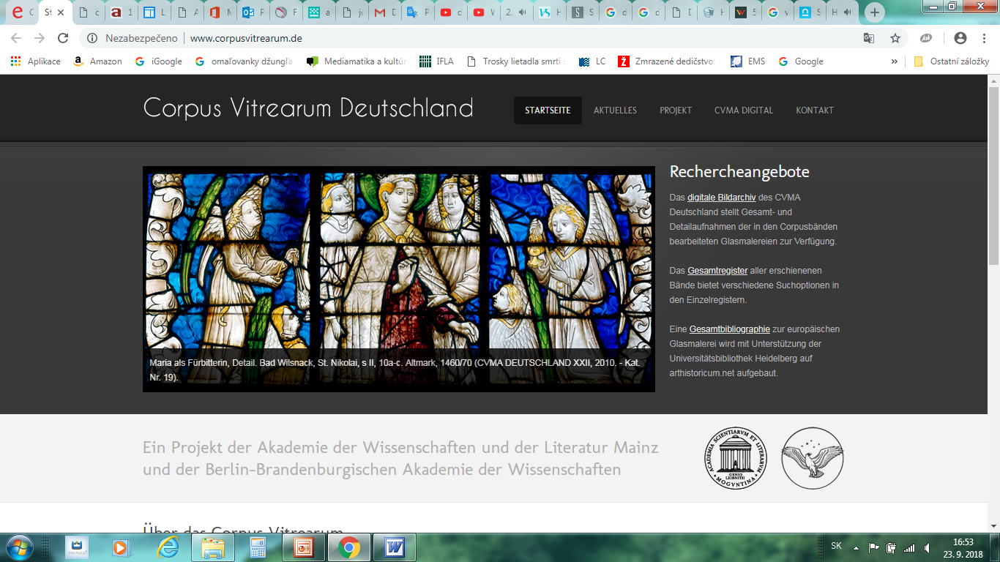 Nezabezpečeno | www.corpusvitrearum.de
Aplikace Amazon iGoogle omaľovanky džungľa Mediamatika a kultúr IFLA Trosky lietadla smrti LC Zmrazené dedičstvo: EMS Google » Ostatní záložky
Corpus Vitrearum Deutschland
STARTSEITE AKTUELLES PROJEKT CVMA DIGITAL KONTAKT
Maria als Fürbitterin, Detail. Bad Wilsnack, St. Nikolai, s II, 10a-c. Altmark, 1460/70 (CVMA DEUTSCHLAND XXII, 2010. - Kat.
Nr. 19).
Rechercheangebote
Das digitale Bildarchiv des CVMA
Deutschland stellt Gesamt- und
Detailaufnahmen der in den Corpusbänden
bearbeiteten Glasmalereien zur Verfügung.
Das Gesamtregister aller erschienenen
Bände bietet verschiedene Suchoptionen in
den Einzelregistern.
Eine Gesamtbibliographie zur europäischen
Glasmalerei wird mit Unterstützung der
Universitätsbibliothek Heidelberg auf
arthistoricum.net aufgebaut.
Ein Projekt der Akademie der Wissenschaften und der Literatur Mainz
und der Berlin-Brandenburgischen Akademie der Wissenschaften
ACADEMIA SCIENTIARVM ET LITERARVM
GENIO
LEIBNITII
MOGVNTINA
Über das Corpus Vitrearum
SK
16:53
23. 9. 2018